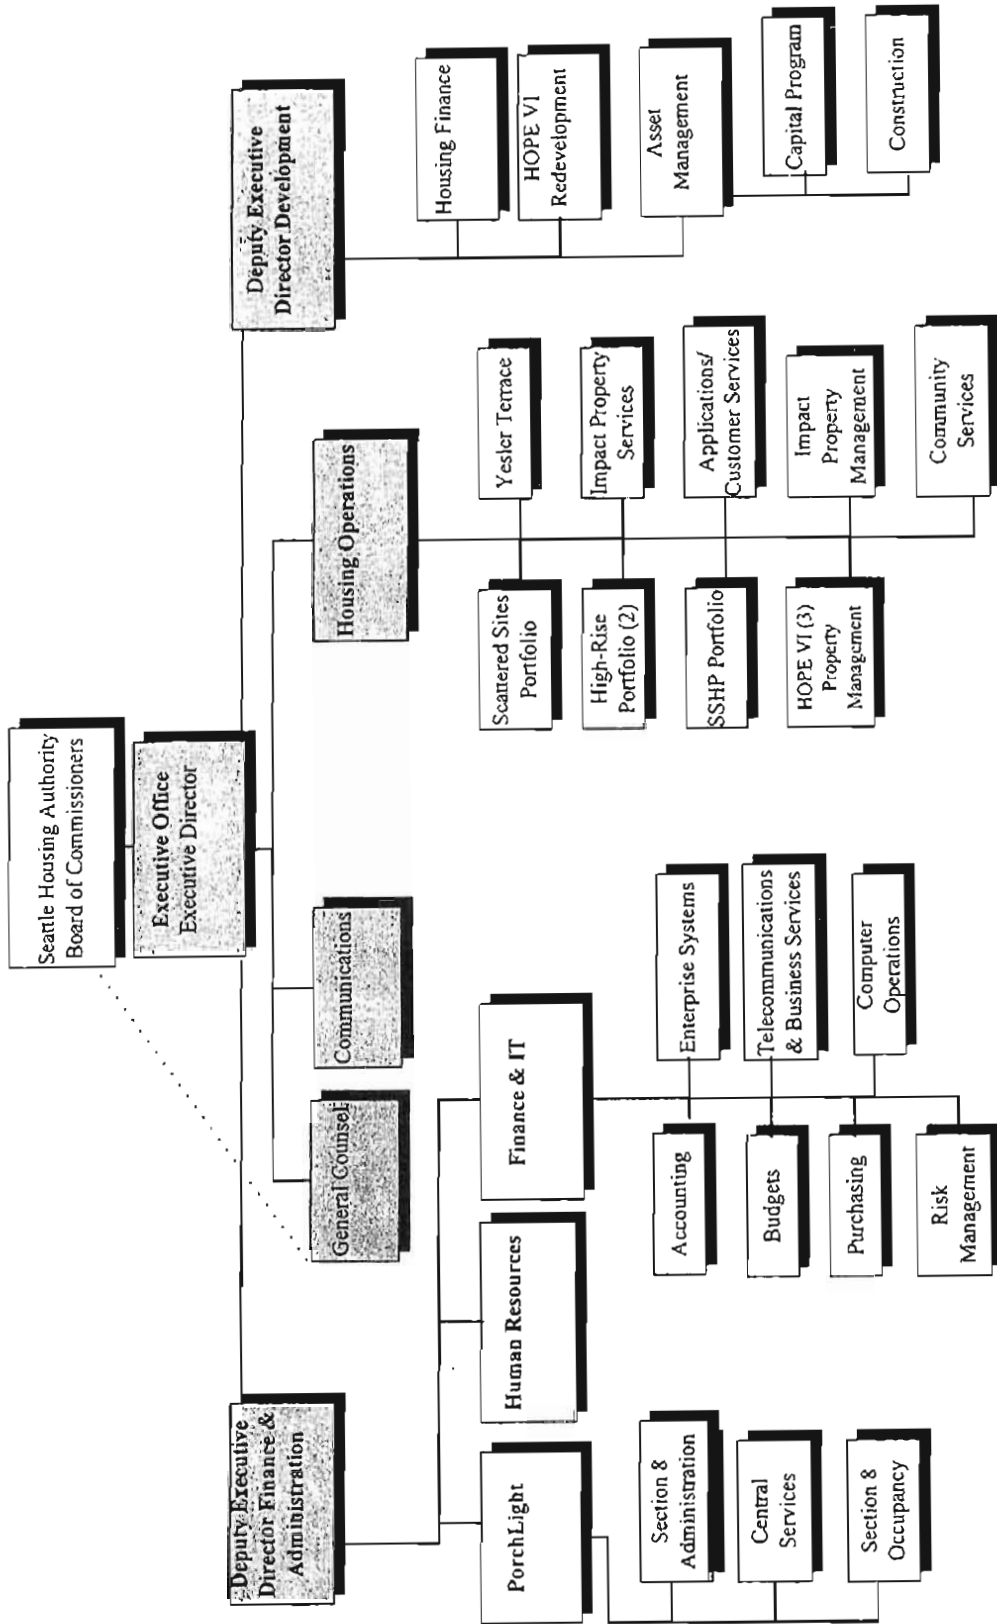 Seattle Housing Authority
Board of Commissioners
Executive Office
Executive Director
Deputy Executive
Director Finance &
Administration
Deputy Executive
Director Development
General Counsel
Communications
Housing Operations
PorchLight
Human Resources
Finance & IT
Section 8
Administration
Central
Services
Section 8
Occupancy
Accounting
Enterprise Systems
Budgets
Telecommunications
& Business Services
Purchasing
Computer
Operations
Risk
Management
Scattered Sites
Portfolio
Yesler Terrace
High-Rise
Portfolio (2)
Impact Property
Services
SSHP Portfolio
Applications/
Customer Services
HOPE VI (3)
Property
Management
Impact
Property
Management
Community
Services
Housing Finance
HOPE VI
Redevelopment
Asset
Management
Capital Program
Construction